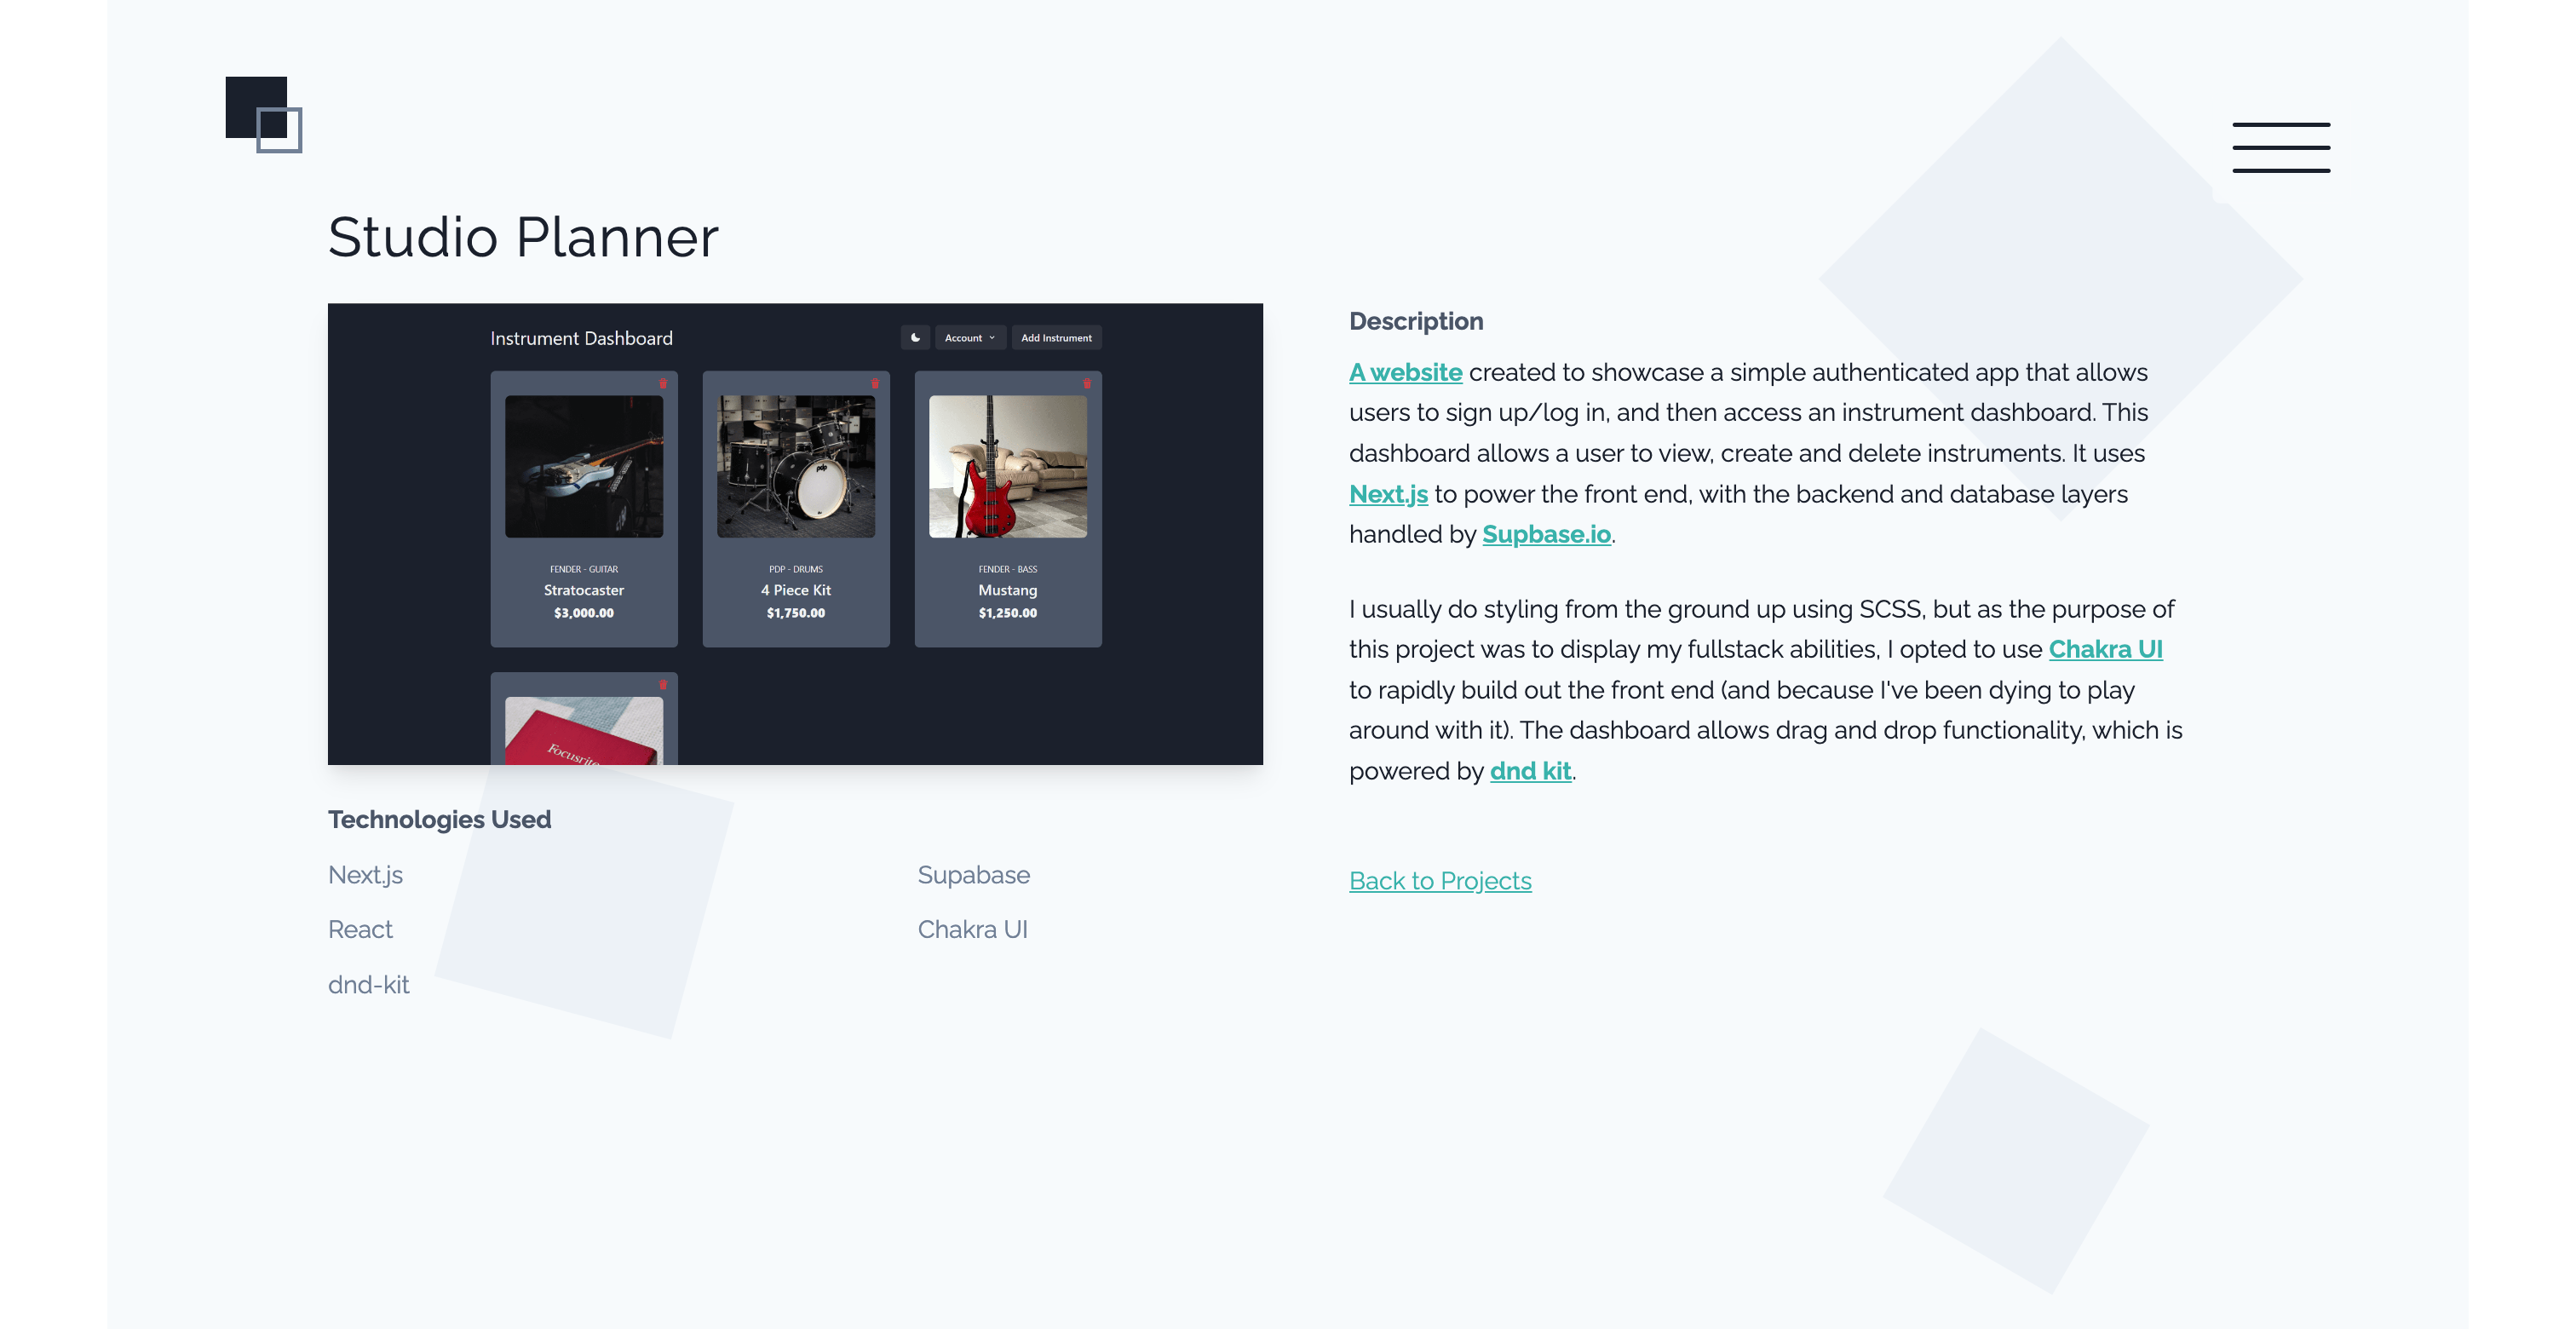 Studio Planner
Instrument Dashboard
Account
Add Instrument
FENDER - GUITAR
Stratocaster
$3,000.00
PDP - DRUMS
4 Piece Kit
$1,750.00
FENDER - BASS
Mustang
$1,250.00
pdp
Focusrite
Technologies Used
Next.js
Supabase
React
Chakra UI
dnd-kit
Description
A website created to showcase a simple authenticated app that allows
users to sign up/log in, and then access an instrument dashboard. This
dashboard allows a user to view, create and delete instruments. It uses
Next.js to power the front end, with the backend and database layers
handled by Supbase.io.
I usually do styling from the ground up using SCSS, but as the purpose of
this project was to display my fullstack abilities, I opted to use Chakra UI
to rapidly build out the front end (and because I've been dying to play
around with it). The dashboard allows drag and drop functionality, which is
powered by dnd kit.
Back to Projects